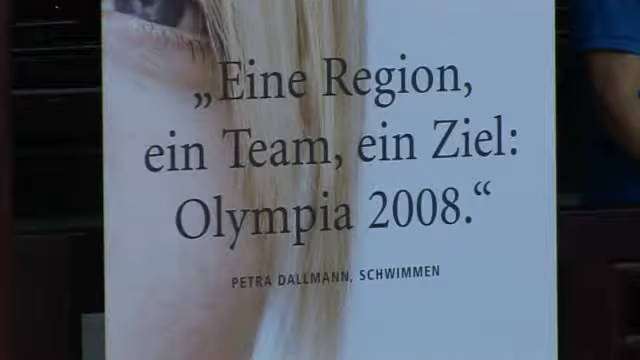 „Eine Region,
ein Team, ein Ziel:
Olympia 2008.“
PETRA DALLMANN, SCHWIMMEN